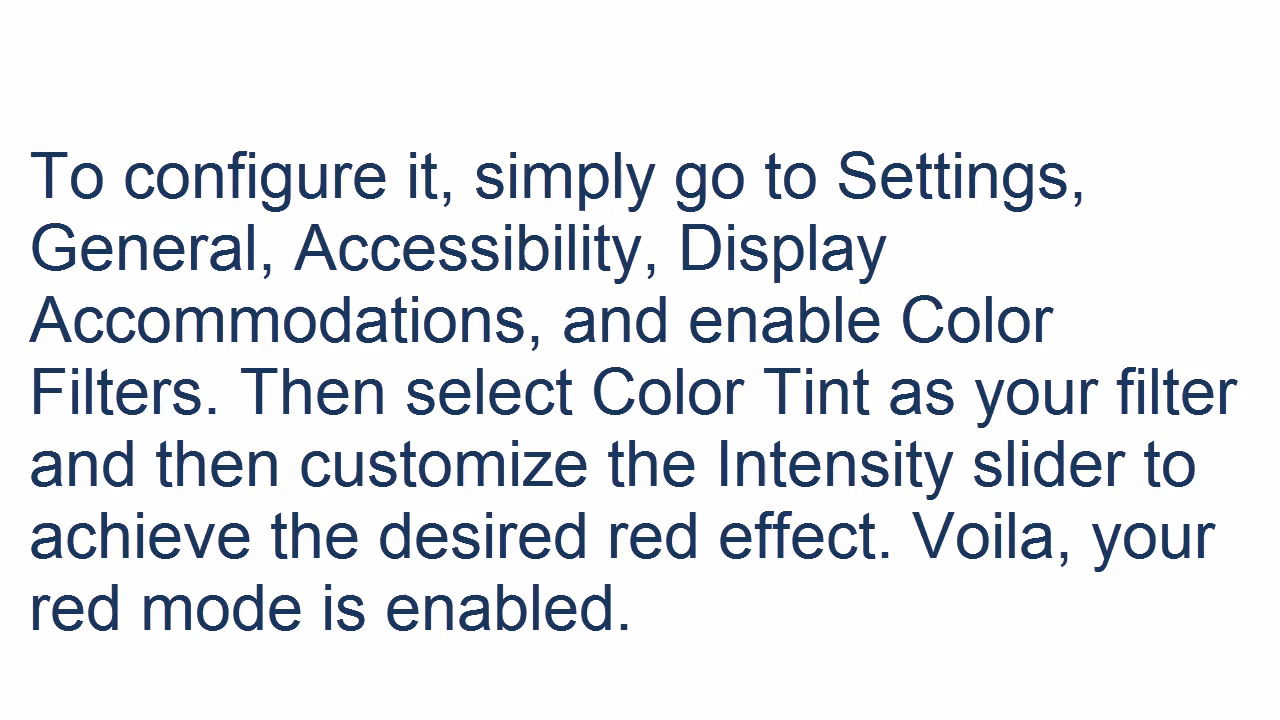 To configure it, simply go to Settings,
General, Accessibility, Display
Accommodations, and enable Color
Filters. Then select Color Tint as your filter
and then customize the Intensity slider to
achieve the desired red effect. Voila, your
red mode is enabled.